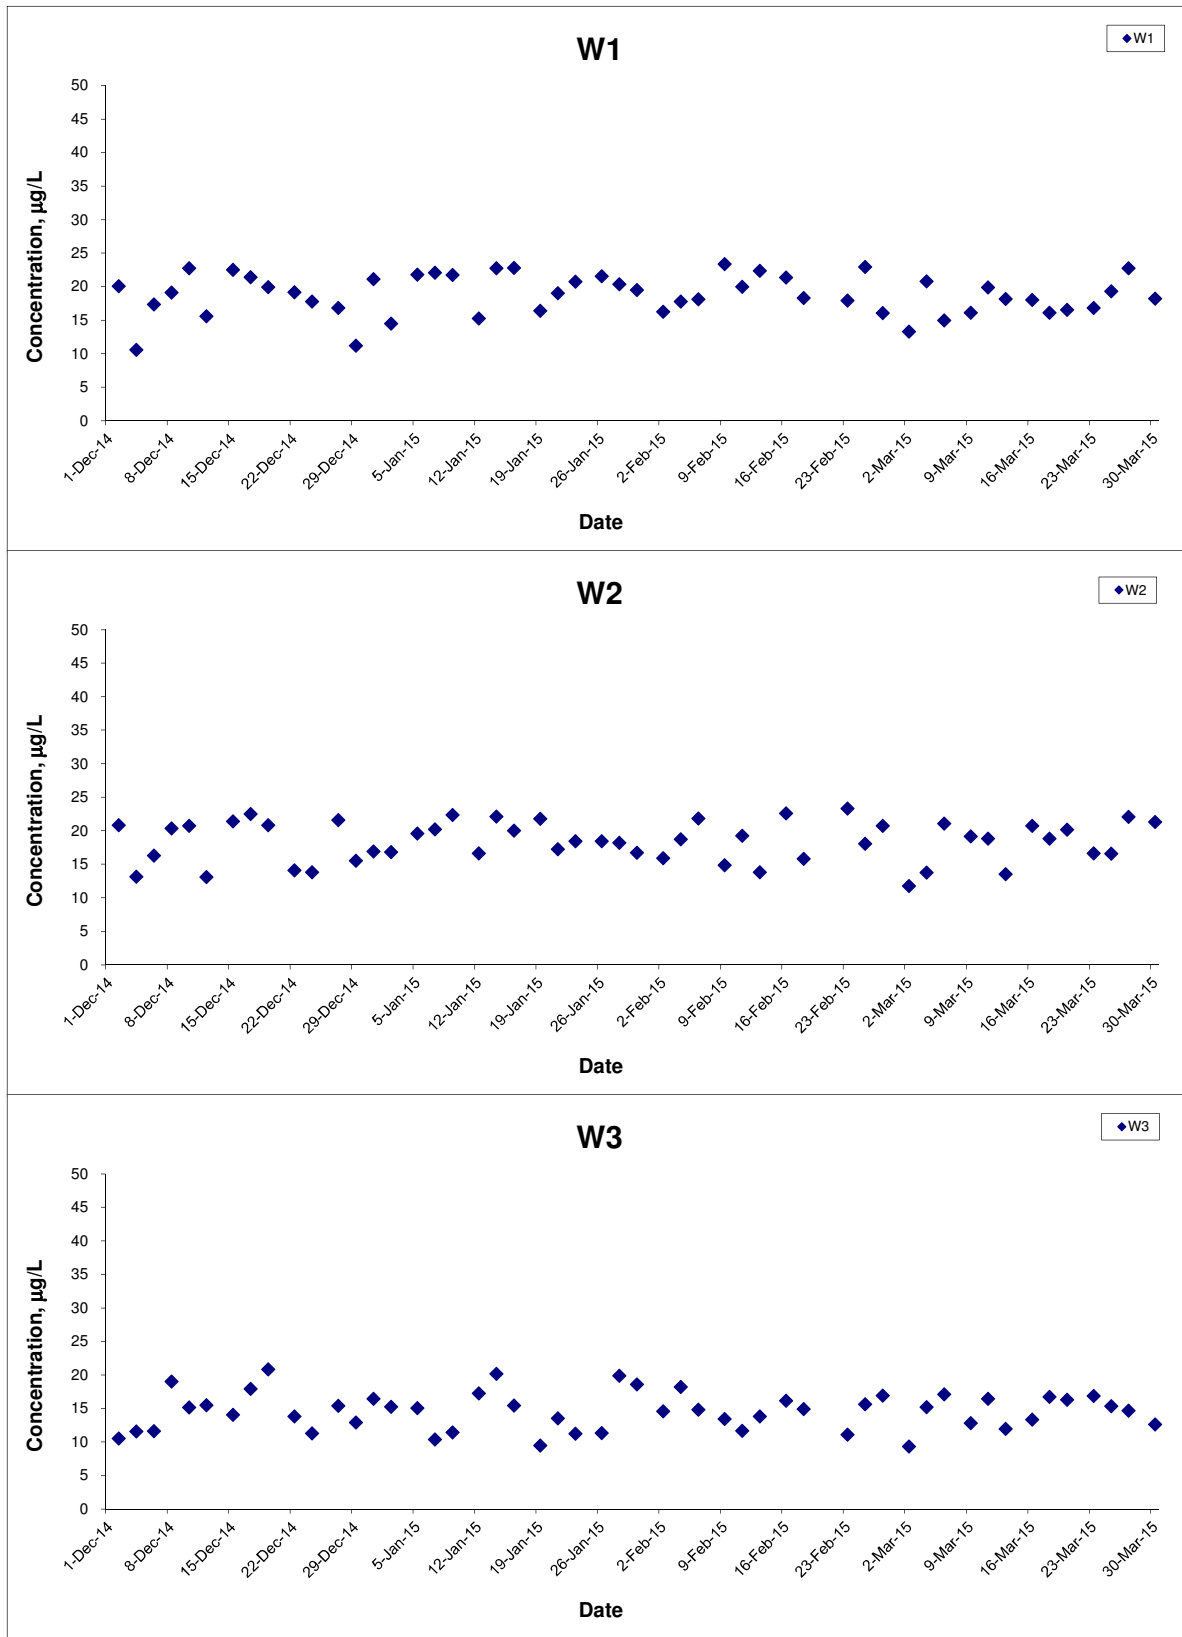 W1
W1
50
45
40
35
30
25
20
15
10
5
0
Concentration, µg/L
1-Dec-14
8-Dec-14
15-Dec-14
22-Dec-14
29-Dec-14
5-Jan-15
12-Jan-15
19-Jan-15
26-Jan-15
2-Feb-15
9-Feb-15
16-Feb-15
23-Feb-15
2-Mar-15
9-Mar-15
16-Mar-15
23-Mar-15
30-Mar-15
Date
W2
W2
50
45
40
35
30
25
20
15
10
5
0
Concentration, µg/L
1-Dec-14
8-Dec-14
15-Dec-14
22-Dec-14
29-Dec-14
5-Jan-15
12-Jan-15
19-Jan-15
26-Jan-15
2-Feb-15
9-Feb-15
16-Feb-15
23-Feb-15
2-Mar-15
9-Mar-15
16-Mar-15
23-Mar-15
30-Mar-15
Date
W3
W3
50
45
40
35
30
25
20
15
10
5
0
Concentration, µg/L
1-Dec-14
8-Dec-14
15-Dec-14
22-Dec-14
29-Dec-14
5-Jan-15
12-Jan-15
19-Jan-15
26-Jan-15
2-Feb-15
9-Feb-15
16-Feb-15
23-Feb-15
2-Mar-15
9-Mar-15
16-Mar-15
23-Mar-15
30-Mar-15
Date